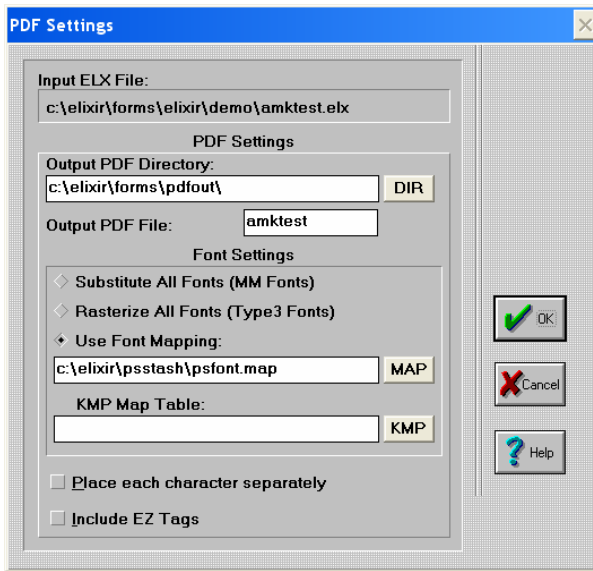 PDF Settings
Input ELX File:
c:\elixir\forms\elixir\demo\amktest.elx
PDF Settings
Output PDF Directory:
c:\elixir\forms\pdfout\ DIR
Output PDF File: amktest
Font Settings
Substitute All Fonts (MM Fonts)
Rasterize All Fonts (Type3 Fonts)
Use Font Mapping:
c:\elixir\psstash\psfont.map MAP
KMP Map Table:
KMP
Place each character separately
Include EZ Tags
OK
Cancel
Help